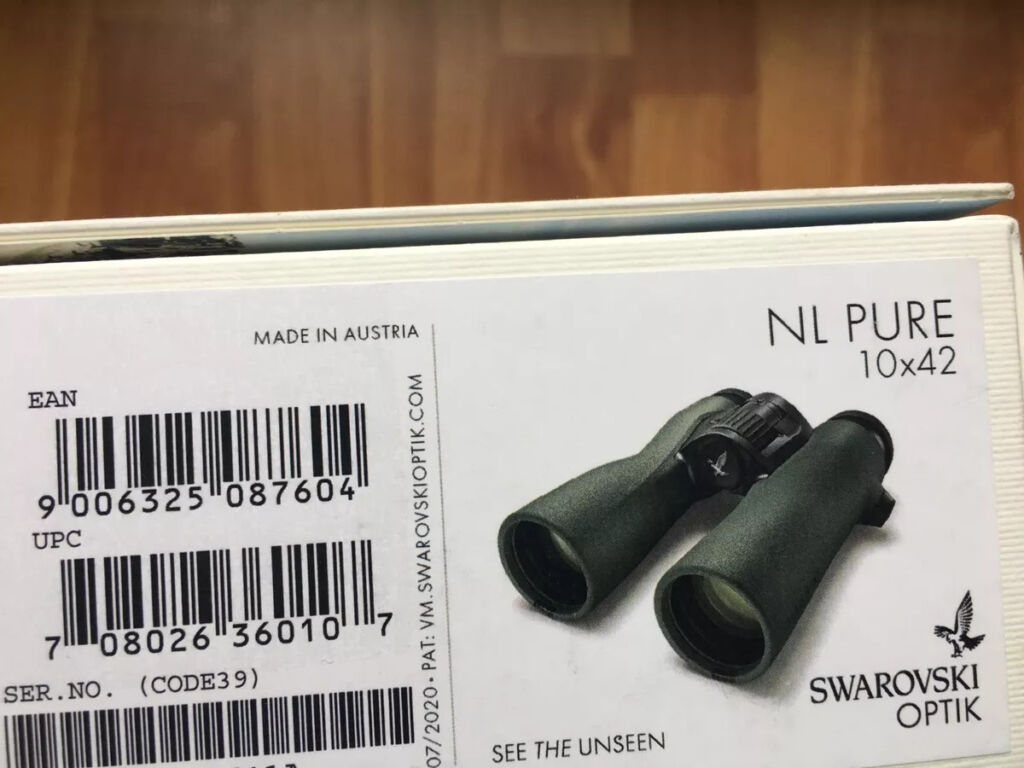 MADE IN AUSTRIA
EAN
9 006325 087604
UPC
7 08026 36010 7
SER.NO. (CODE39)
07/2020 • PAT: VM.SWAROVSKIOPTIK.COM
NL PURE
10x42
SWAROVSKI
OPTIK
SEE THE UNSEEN